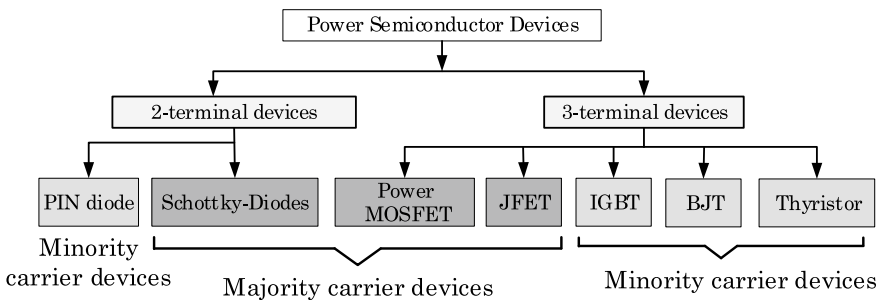 Power Semiconductor Devices
2-terminal devices
3-terminal devices
PIN diode
Schottky-Diodes
Power
MOSFET
JFET
IGBT
BJT
Thyristor
Minority
carrier devices
Majority carrier devices
Minority carrier devices